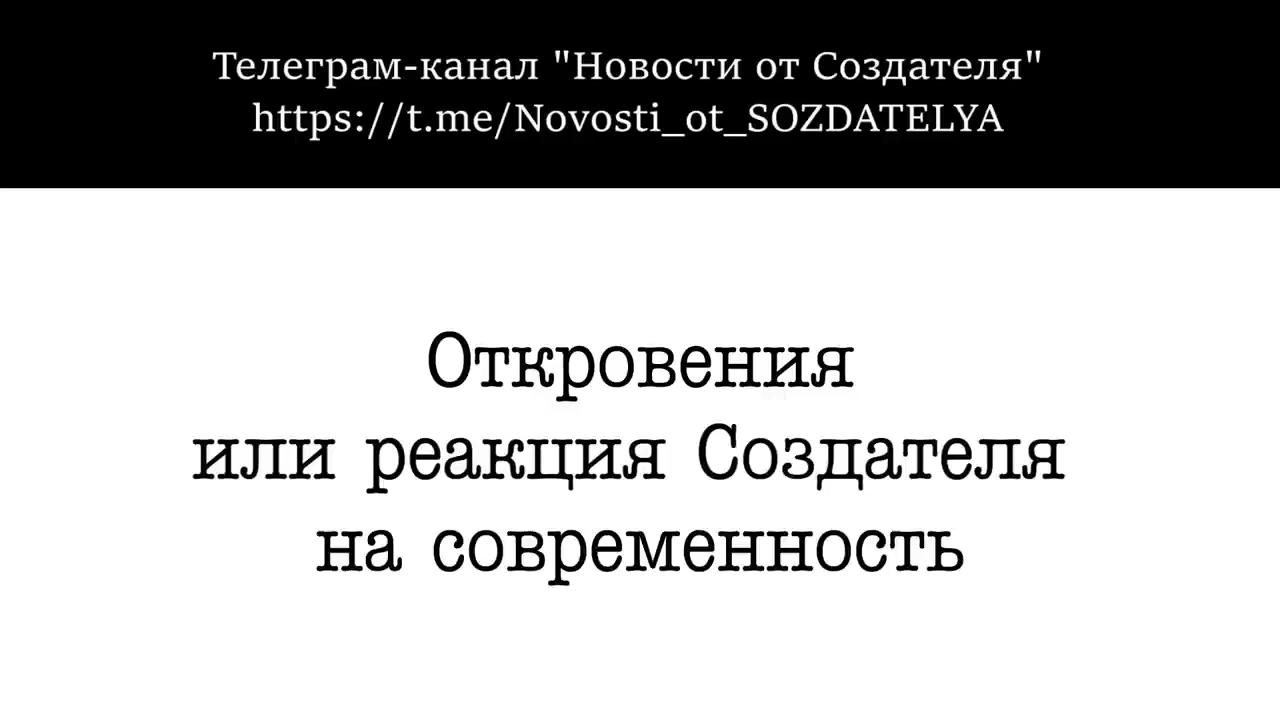 Телеграм-канал "Новости от Создателя"
https://t.me/Novosti_ot_SOZDATELYA
Откровения
или реакция Создателя
на современность